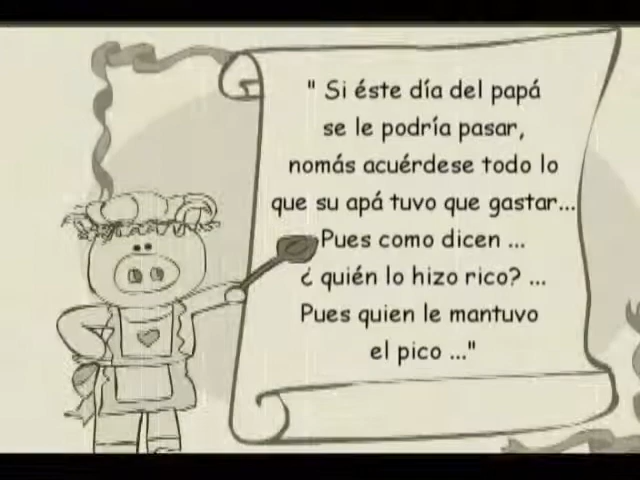 " Si éste día del papá
se le podría pasar,
nomás acuérdese todo lo
que su apá tuvo que gastar...
Pues como dicen ...
¿ quién lo hizo rico? ...
Pues quien le mantuvo
el pico ..."